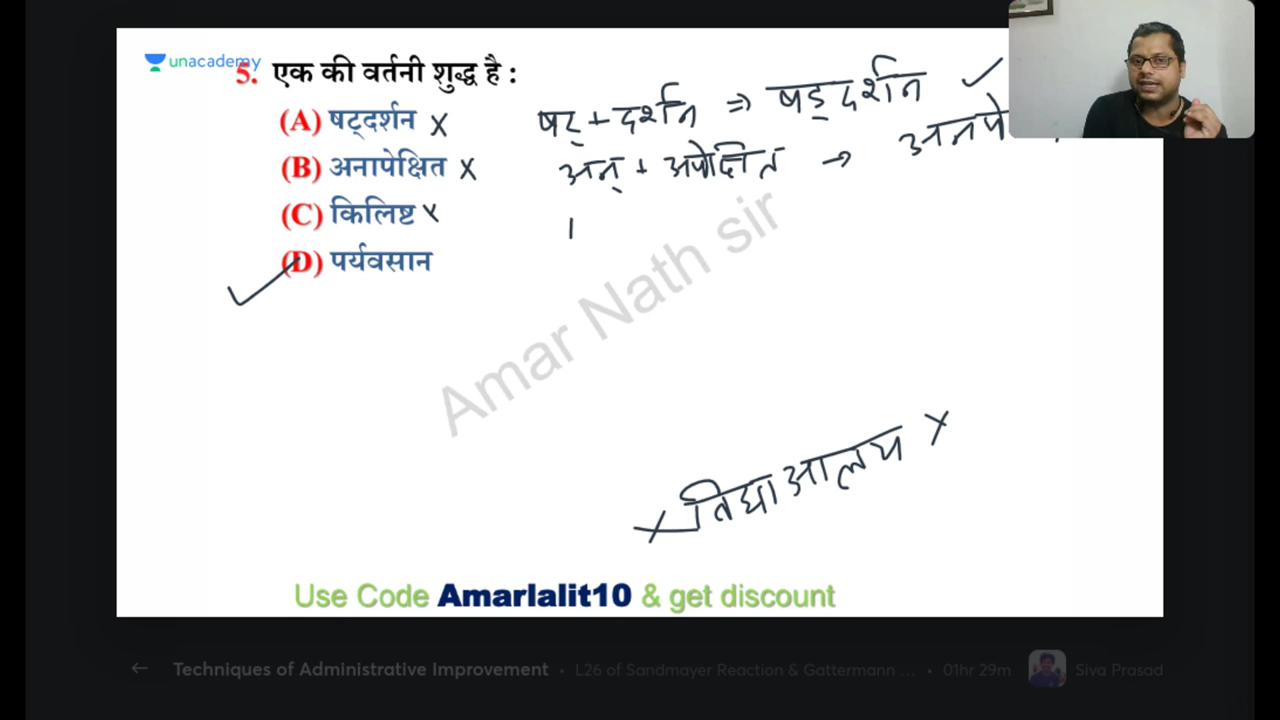 unacademy
5. एक की वर्तनी शुद्ध है :
(A) षट्दर्शन x षट् + दर्शन ⇒ षड्दर्शन ✓
(B) अनापेक्षित x अन् + अपेक्षित → अनपे
(C) किलिष्ट x
(D) पर्यवसान
Amar Nath sir
x विद्याआलय x
Use Code Amarlalit10 & get discount
← Techniques of Administrative Improvement • L26 of Sandmayer Reaction & Gattermann ... • 01hr 29m Siva Prasad